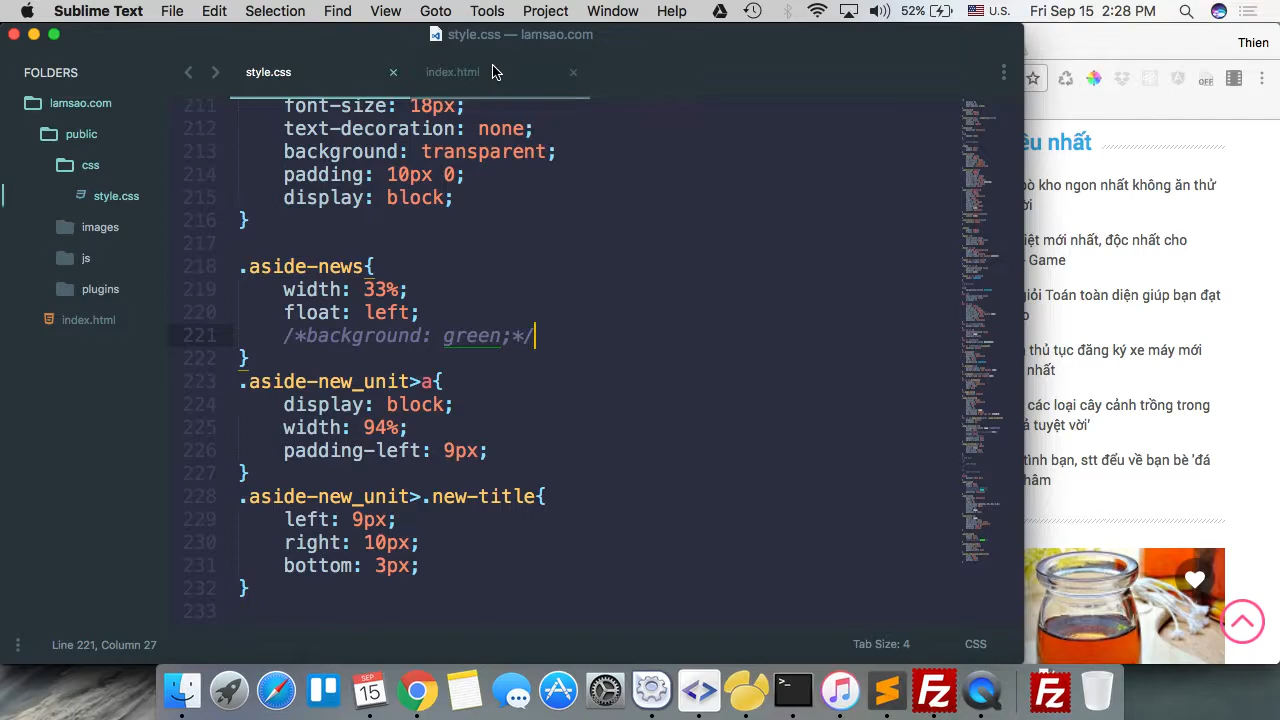 Sublime Text File Edit Selection Find View Goto Tools Project Window Help 52% U.S. Fri Sep 15 2:28 PM
style.css — lamsao.com
Thien
FOLDERS
lamsao.com
public
css
style.css
images
js
plugins
index.html
style.css index.html
OFF
211 font-size: 18px;
212 text-decoration: none;
213 background: transparent;
214 padding: 10px 0;
215 display: block;
216 }
217
218 .aside-news{
219 width: 33%;
220 float: left;
221 /*background: green;*/
222 }
223 .aside-new_unit>a{
224 display: block;
225 width: 94%;
226 padding-left: 9px;
227 }
228 .aside-new_unit>.new-title{
229 left: 9px;
230 right: 10px;
231 bottom: 3px;
232 }
233
nhất
bò kho ngon nhất không ăn thử
ời
iệt mới nhất, độc nhất cho
- Game
giỏi Toán toàn diện giúp bạn đạt
o
thủ tục đăng ký xe máy mới
nhất
các loại cây cảnh trồng trong
tuyệt vời'
tình bạn, stt đểu về bạn bè 'đá
hâm
Line 221, Column 27 Tab Size: 4 CSS
SEP
15
Fz
Fz